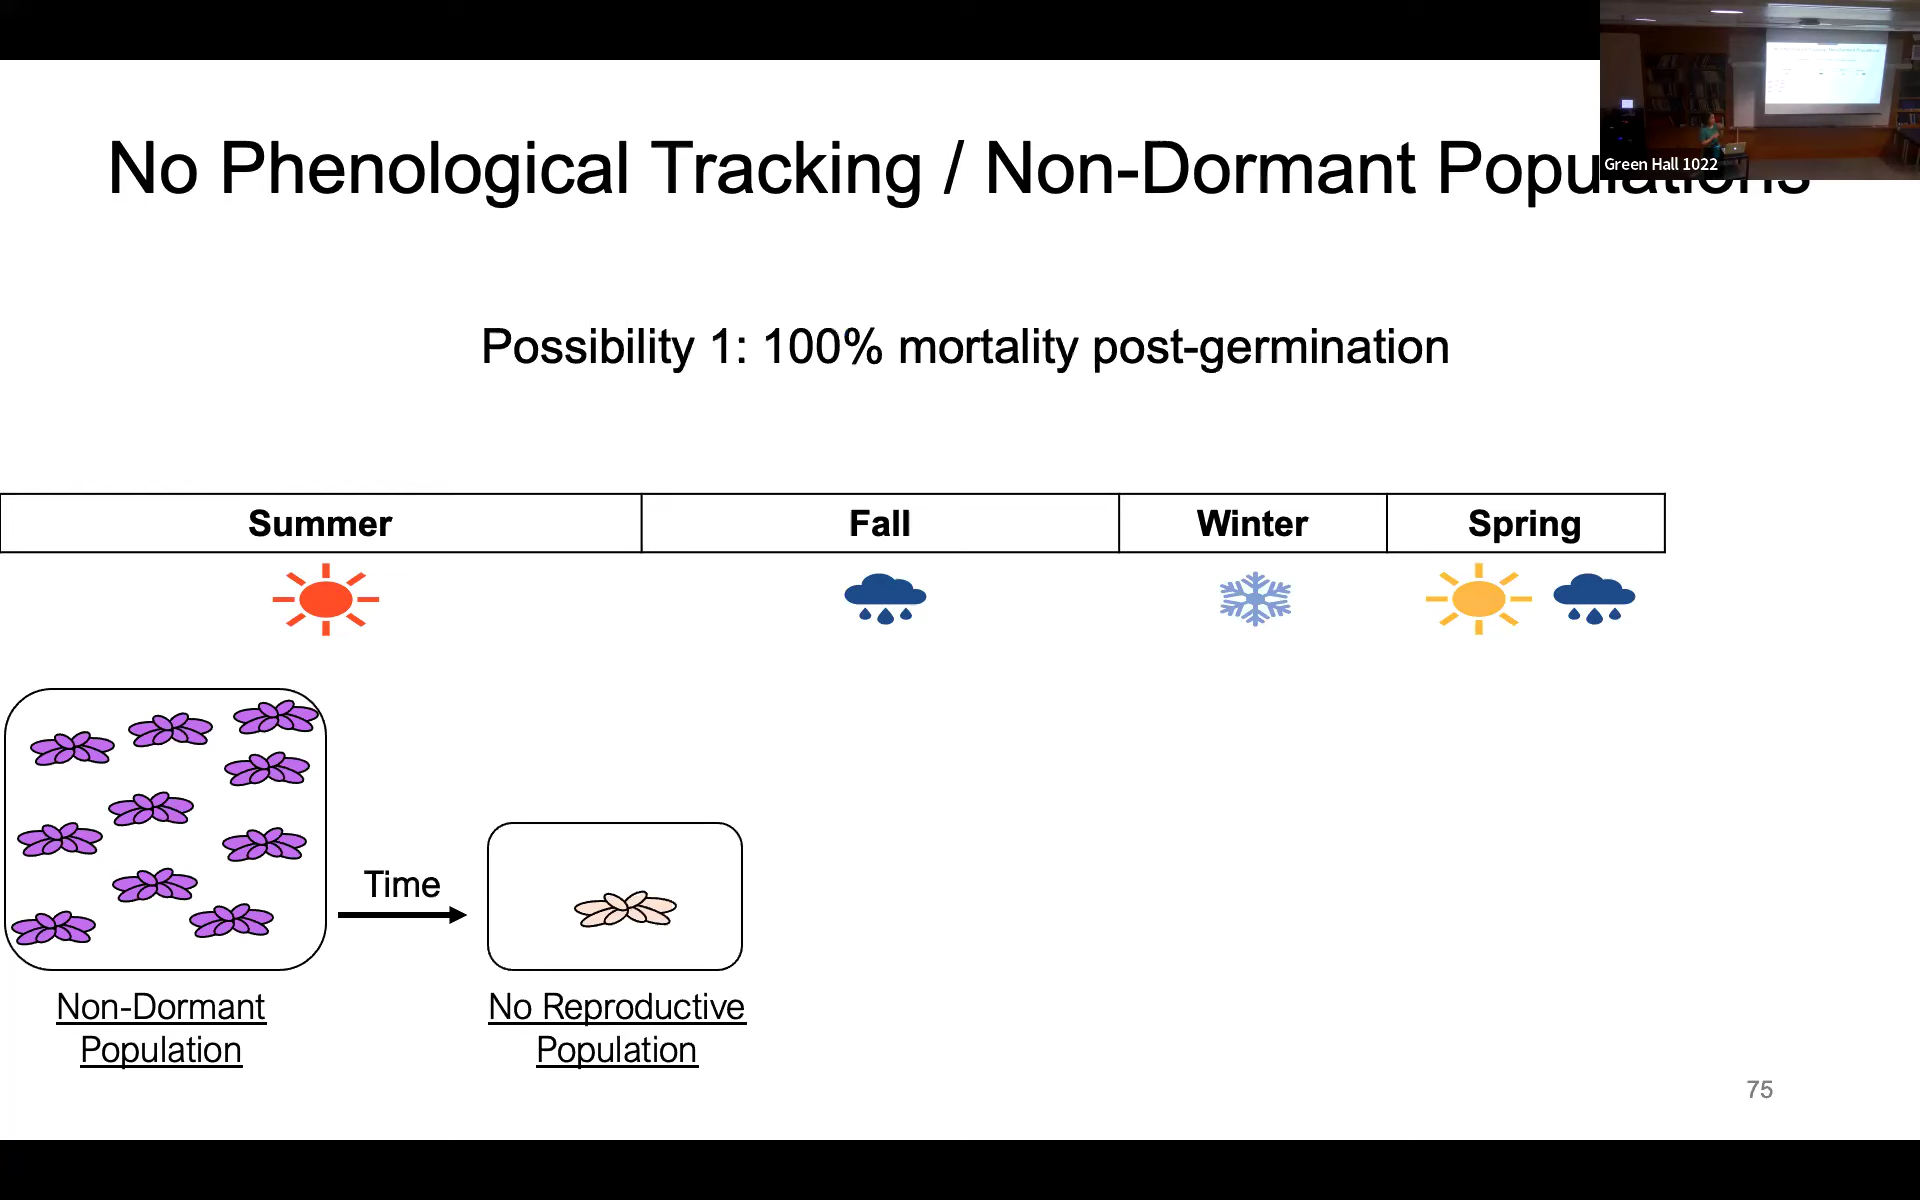 No Phenological Tracking / Non-Dormant Populations
Green Hall 1022
Possibility 1: 100% mortality post-germination
Summer
Fall
Winter
Spring
Time
Non-Dormant
Population
No Reproductive
Population
75